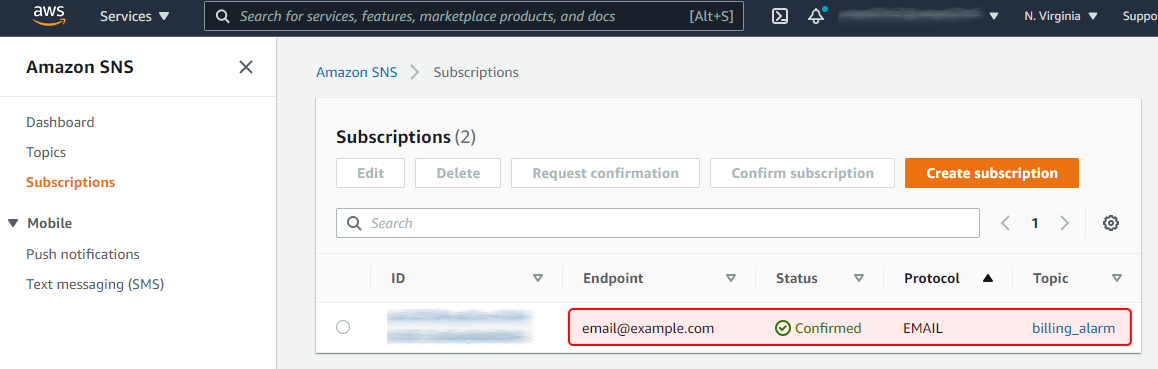 aws Services Search for services, features, marketplace products, and docs [Alt+S] N. Virginia Suppo
Amazon SNS
Dashboard
Topics
Subscriptions
Mobile
Push notifications
Text messaging (SMS)
Amazon SNS Subscriptions
Subscriptions (2)
Edit Delete Request confirmation Confirm subscription Create subscription
Search 1
ID Endpoint Status Protocol Topic
email@example.com Confirmed EMAIL billing_alarm